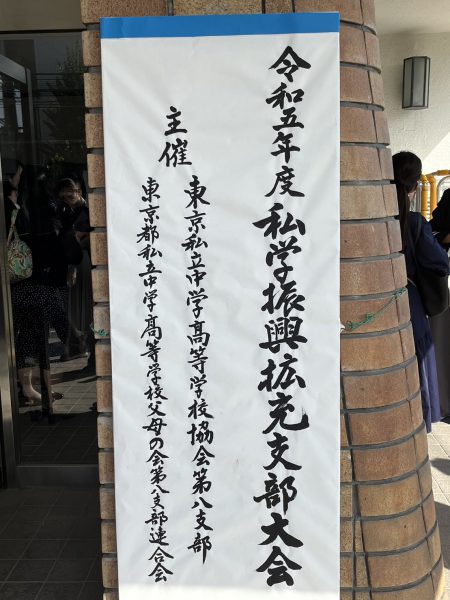 令和五年度 私学振興拡充支部大会
主催
東京私立中学高等学校協会第八支部
東京都私立中学高等学校父母の会第八支部連合会